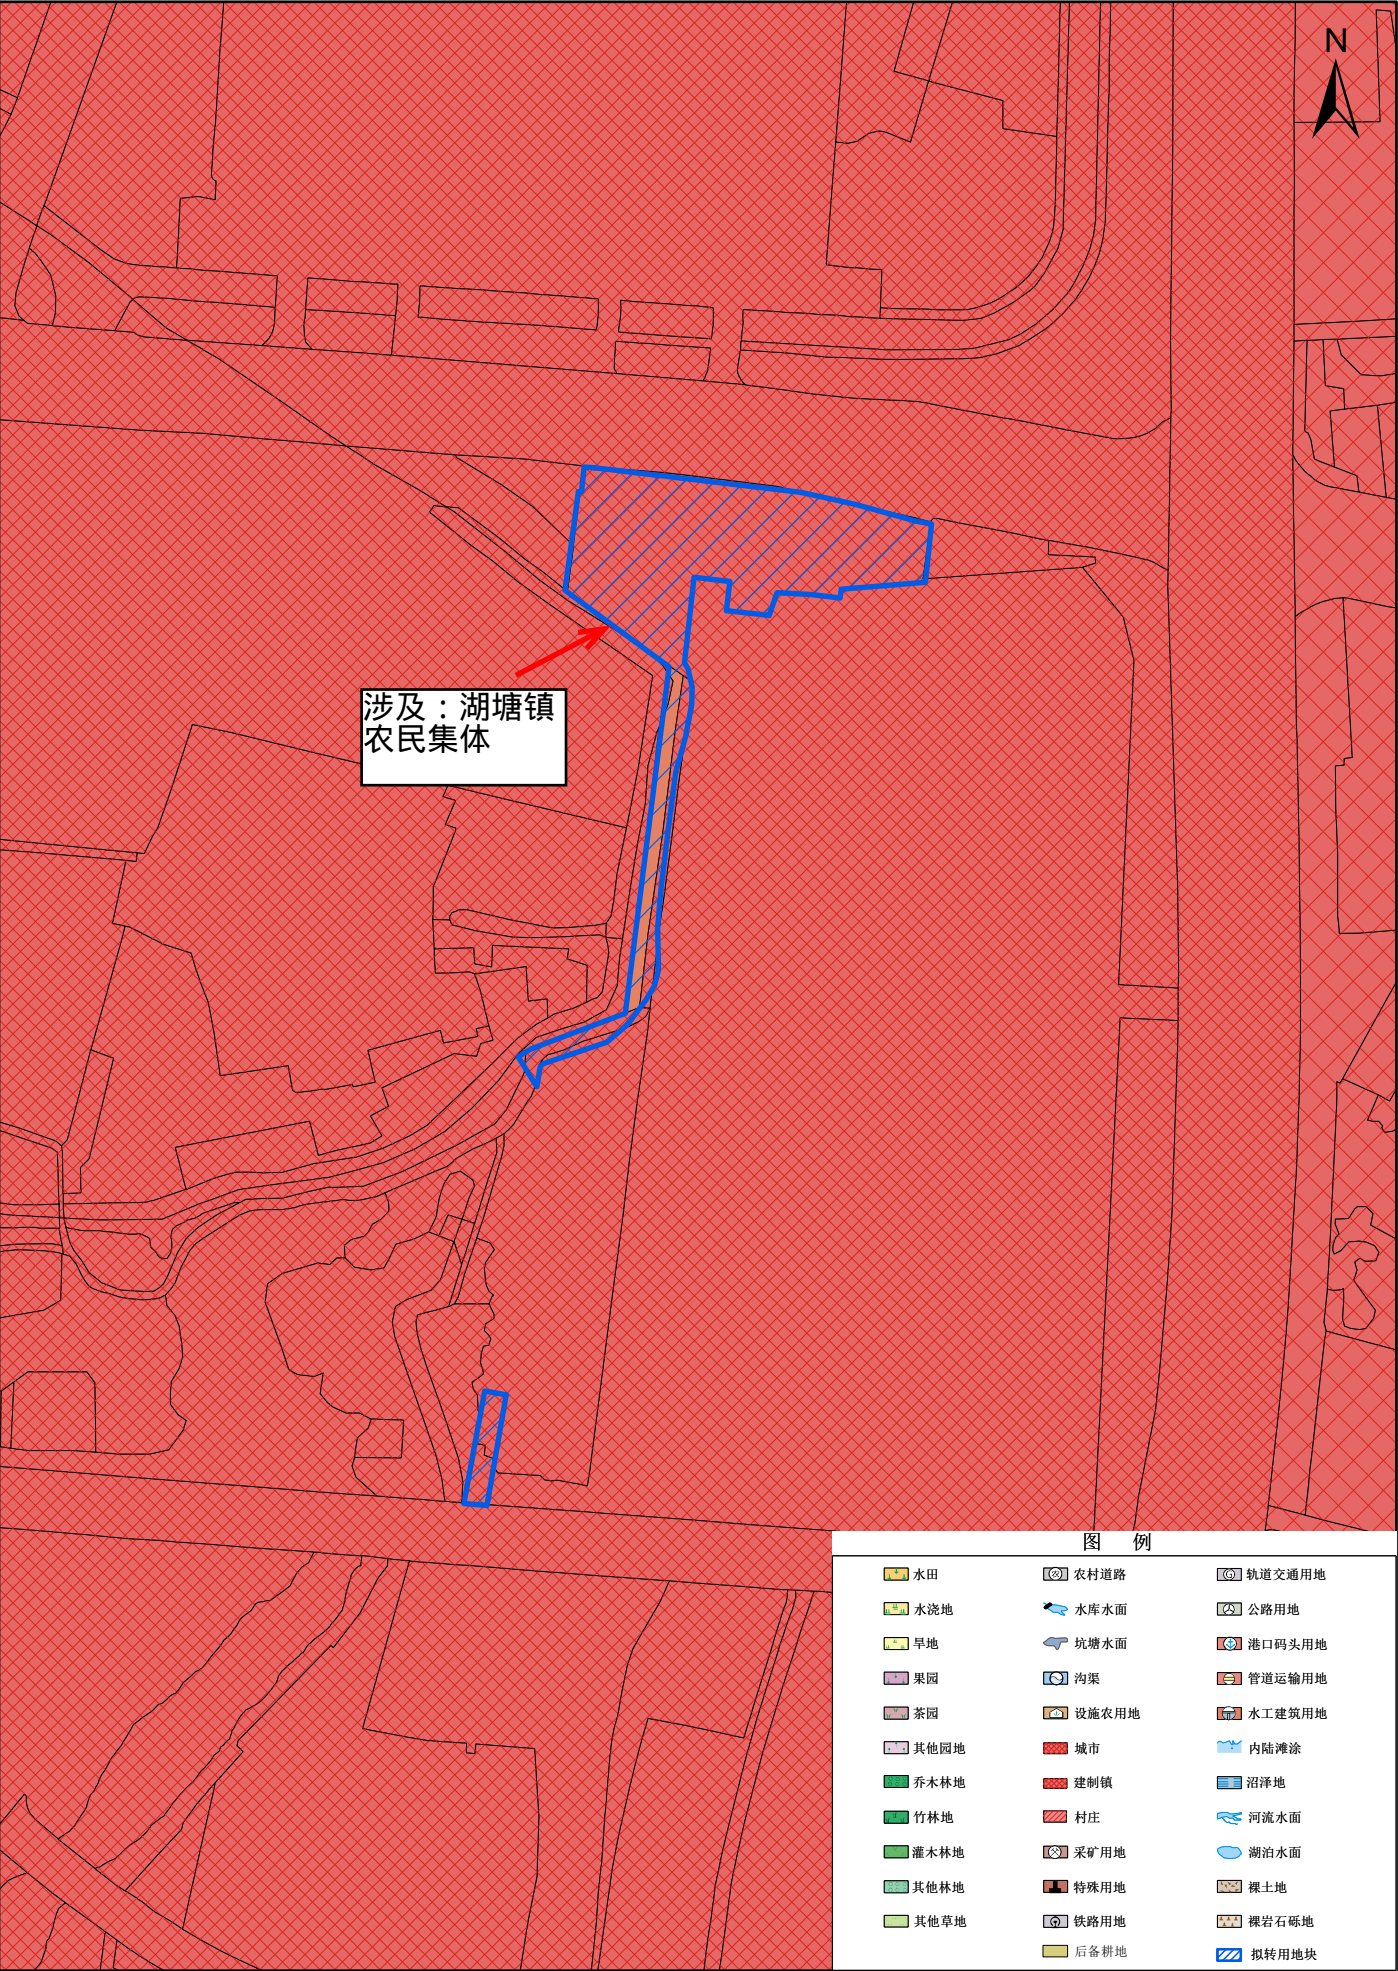 N
涉及：湖塘镇
农民集体
图 例
水田
农村道路
轨道交通用地
水浇地
水库水面
公路用地
旱地
坑塘水面
港口码头用地
果园
沟渠
管道运输用地
茶园
设施农用地
水工建筑用地
其他园地
城市
内陆滩涂
乔木林地
建制镇
沼泽地
竹林地
村庄
河流水面
灌木林地
采矿用地
湖泊水面
其他林地
特殊用地
裸土地
其他草地
铁路用地
裸岩石砾地
后备耕地
拟转用地块